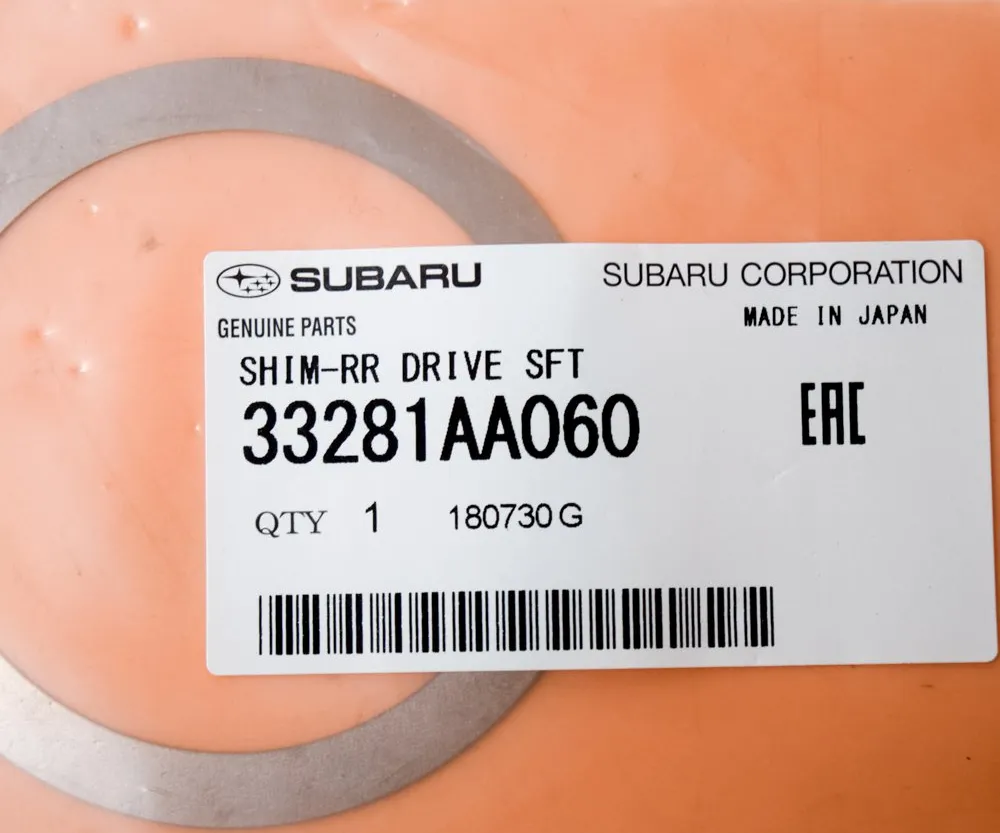 SUBARU
SUBARU CORPORATION
GENUINE PARTS
MADE IN JAPAN
SHIM-RR DRIVE SFT
33281AA060
EAC
QTY 1 180730 G